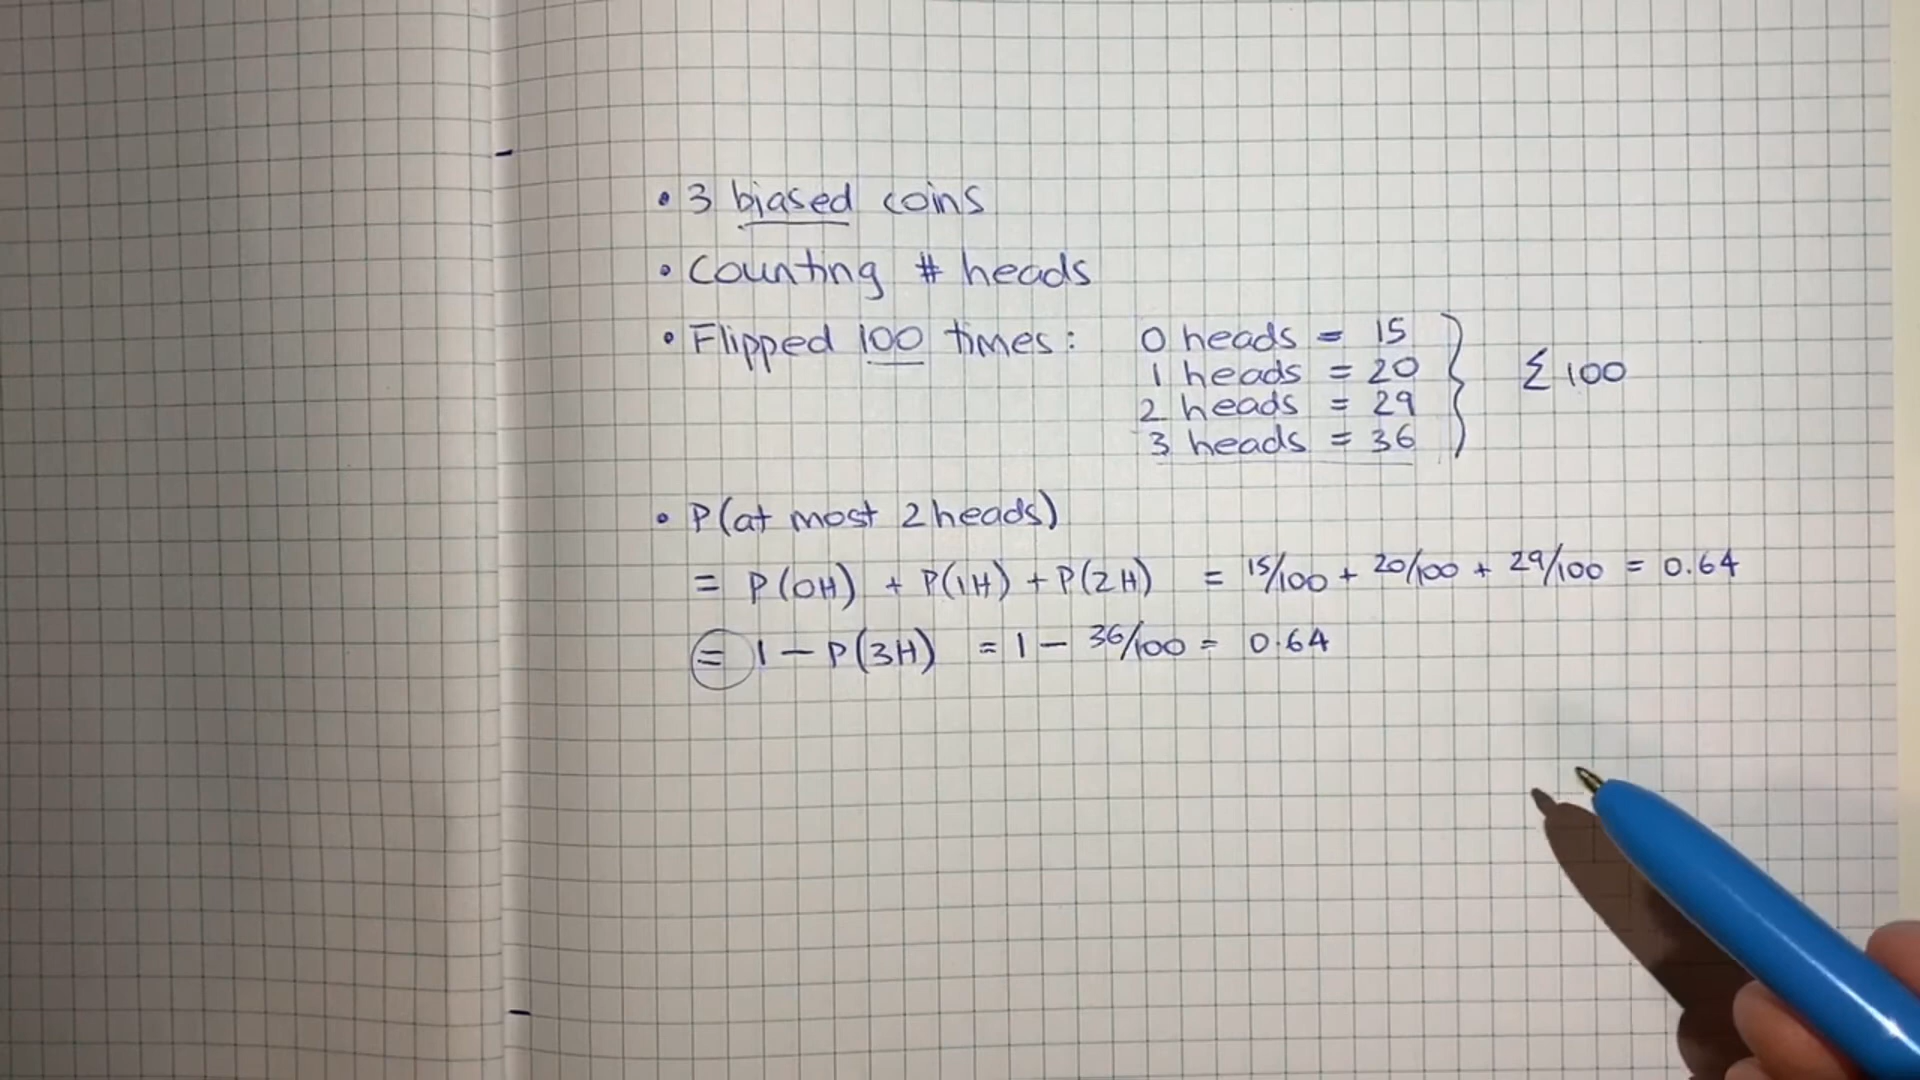 • 3 biased coins
• Counting # heads
• Flipped 100 times: 0 heads = 15
1 heads = 20
2 heads = 29
3 heads = 36
Σ 100
• P(at most 2 heads)
= P(0H) + P(1H) + P(2H) = 15/100 + 20/100 + 29/100 = 0.64
= 1 - P(3H) = 1 - 36/100 = 0.64